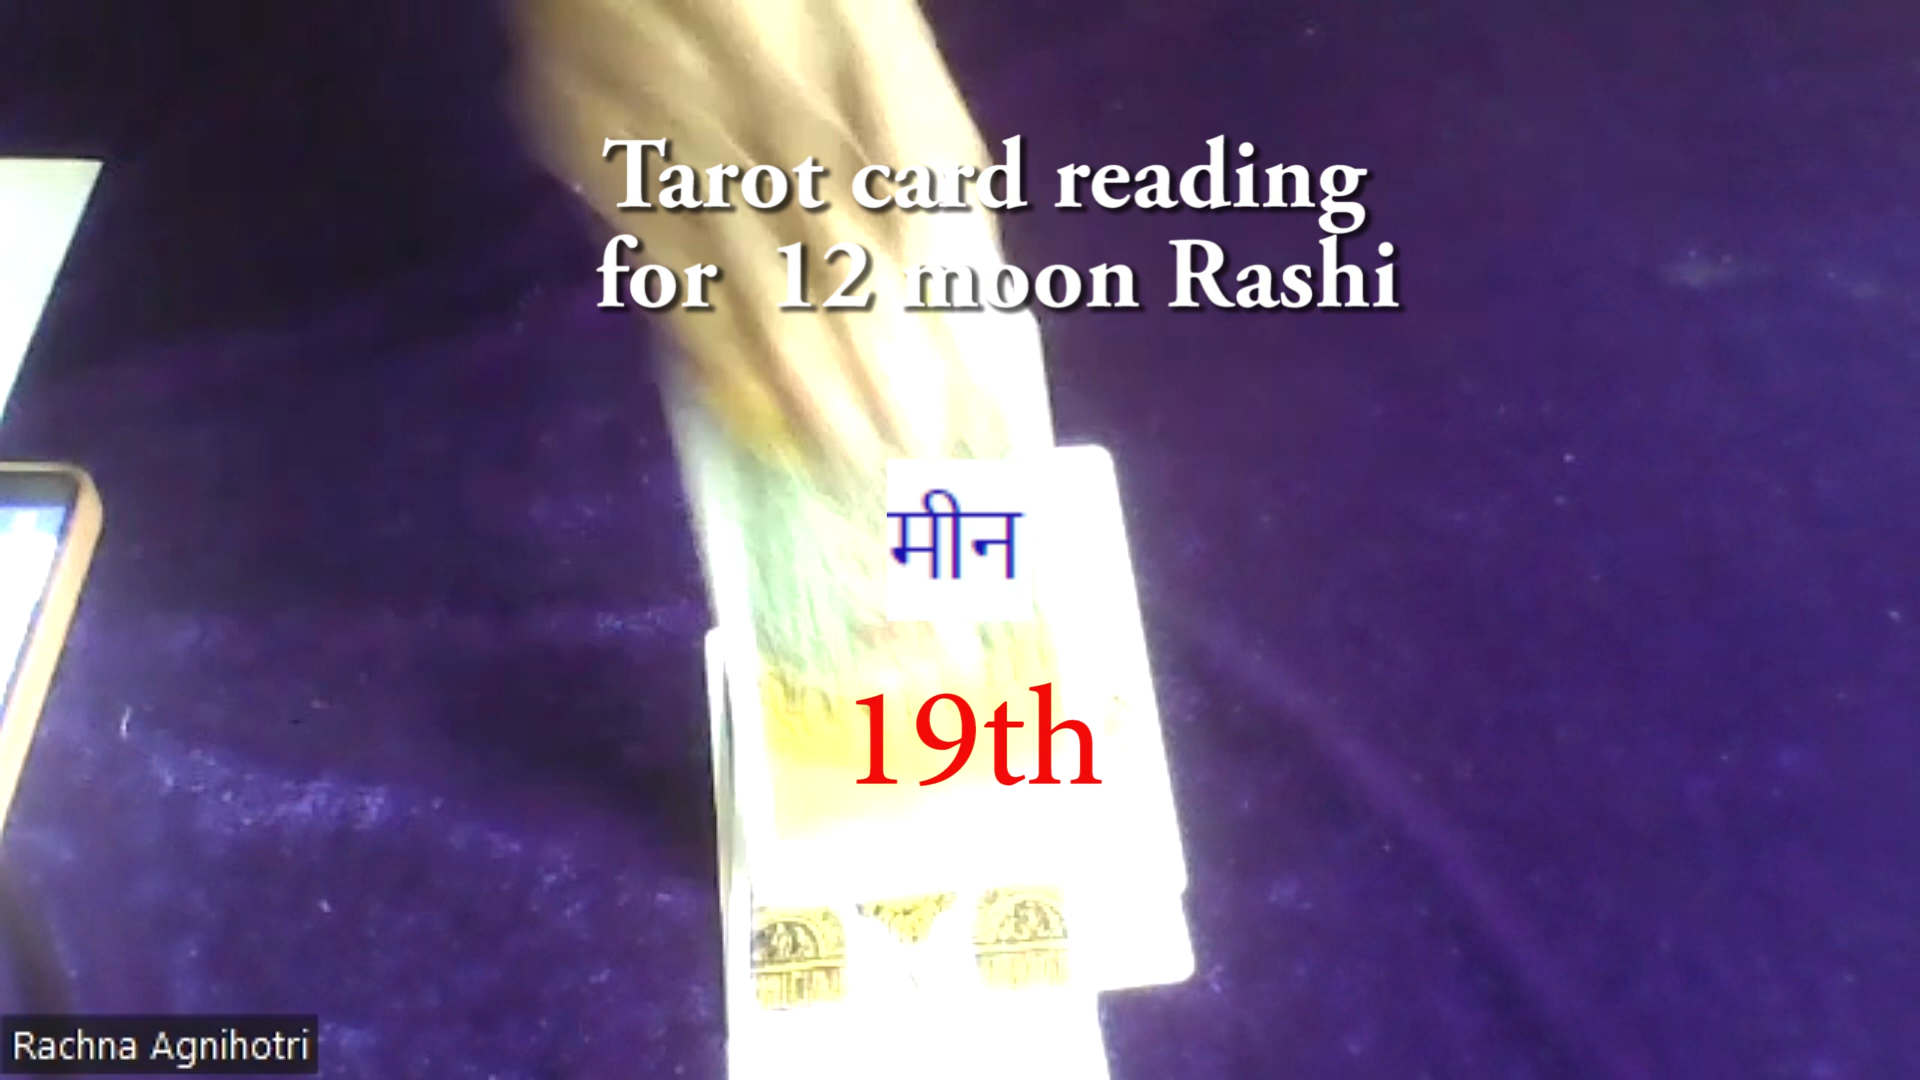 Tarot card reading
for 12 moon Rashi
मीन
19th
Rachna Agnihotri